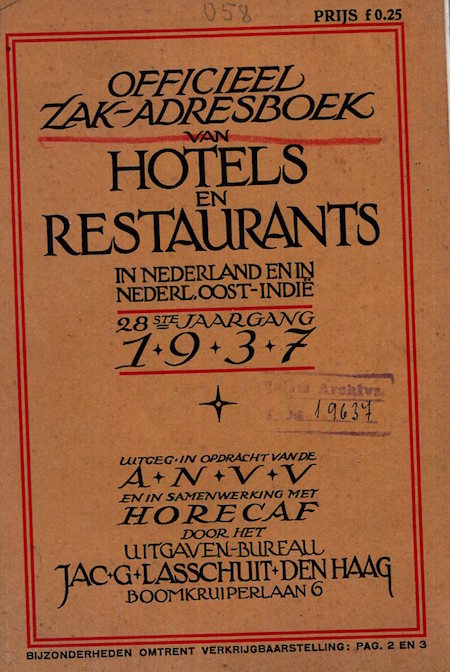 058
PRIJS f 0.25
OFFICIEEL
ZAK-ADRESBOEK
VAN
HOTELS
EN
RESTAURANTS
IN NEDERLAND EN IN
NEDERL. OOST-INDIË
28STE JAARGANG
1·9·3·7
Archivz
19637
UITGEG· IN OPDRACHT VAN DE
A·N·V·V
EN IN SAMENWERKING MET
HORECAF
DOOR HET
UITGAVEN-BUREAU
JAC·G·LASSCHUIT·DEN HAAG
BOOMKRUIPERLAAN 6
BIJZONDERHEDEN OMTRENT VERKRIJGBAARSTELLING: PAG. 2 EN 3